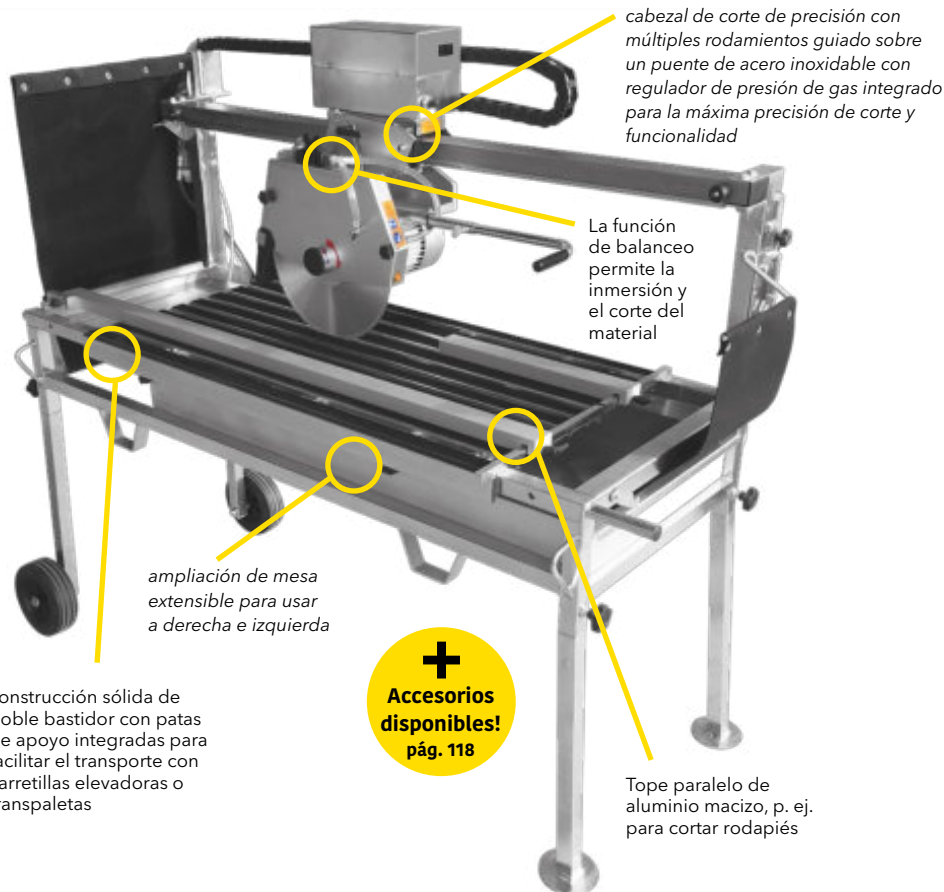 cabezal de corte de precisión con
múltiples rodamientos guiado sobre
un puente de acero inoxidable con
regulador de presión de gas integrado
para la máxima precisión de corte y
funcionalidad
La función
de balanceo
permite la
inmersión y
el corte del
material
ampliación de mesa
extensible para usar
a derecha e izquierda
onstrucción sólida de
oble bastidor con patas
e apoyo integradas para
acilitar el transporte con
arretillas elevadoras o
ranspaletas
+
Accesorios
disponibles!
pág. 118
Tope paralelo de
aluminio macizo, p. ej.
para cortar rodapiés